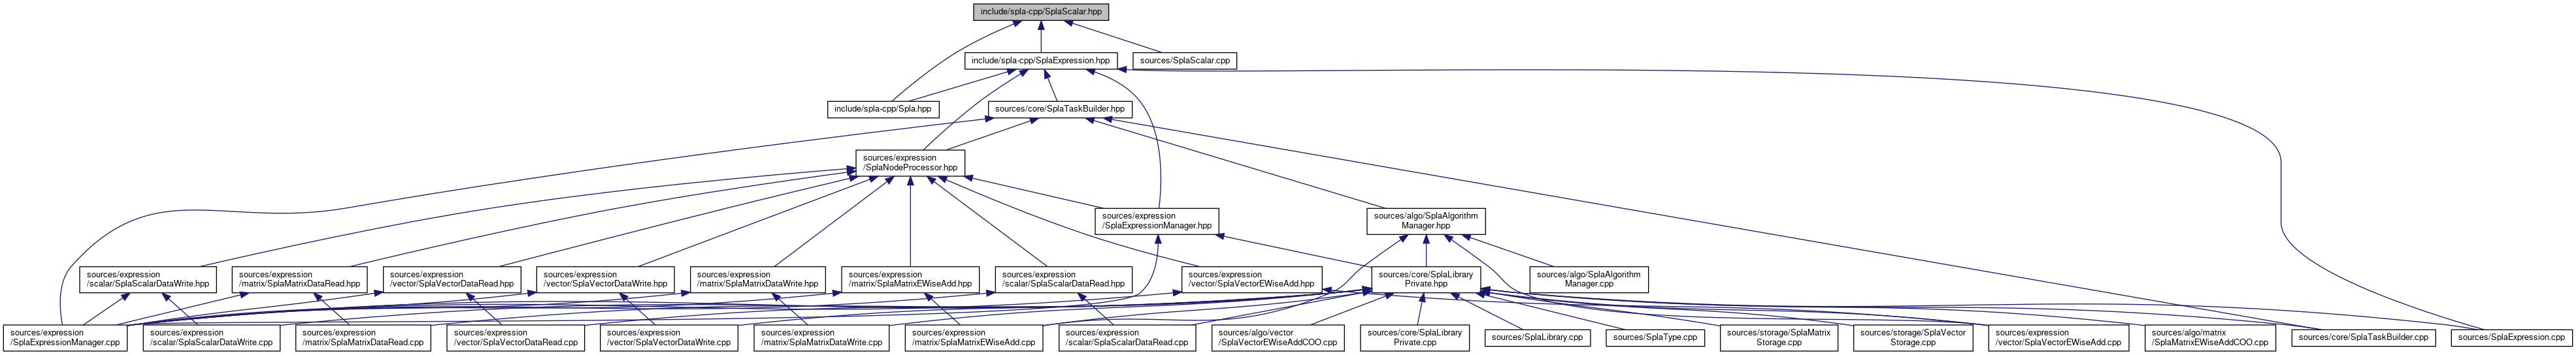 include/spla-cpp/SplaScalar.hpp
include/spla-cpp/SplaExpression.hpp
sources/SplaScalar.cpp
include/spla-cpp/Spla.hpp
sources/core/SplaTaskBuilder.hpp
sources/expression
/SplaNodeProcessor.hpp
sources/expression
/SplaExpressionManager.hpp
sources/algo/SplaAlgorithm
Manager.hpp
sources/expression
/scalar/SplaScalarDataWrite.hpp
sources/expression
/matrix/SplaMatrixDataRead.hpp
sources/expression
/vector/SplaVectorDataRead.hpp
sources/expression
/vector/SplaVectorDataWrite.hpp
sources/expression
/matrix/SplaMatrixDataWrite.hpp
sources/expression
/matrix/SplaMatrixEWiseAdd.hpp
sources/expression
/scalar/SplaScalarDataRead.hpp
sources/expression
/vector/SplaVectorEWiseAdd.hpp
sources/core/SplaLibrary
Private.hpp
sources/algo/SplaAlgorithm
Manager.cpp
sources/expression
/SplaExpressionManager.cpp
sources/expression
/scalar/SplaScalarDataWrite.cpp
sources/expression
/matrix/SplaMatrixDataRead.cpp
sources/expression
/vector/SplaVectorDataRead.cpp
sources/expression
/vector/SplaVectorDataWrite.cpp
sources/expression
/matrix/SplaMatrixDataWrite.cpp
sources/expression
/matrix/SplaMatrixEWiseAdd.cpp
sources/expression
/scalar/SplaScalarDataRead.cpp
sources/algo/vector
/SplaVectorEWiseAddCOO.cpp
sources/core/SplaLibrary
Private.cpp
sources/SplaLibrary.cpp
sources/SplaType.cpp
sources/storage/SplaMatrix
Storage.cpp
sources/storage/SplaVector
Storage.cpp
sources/expression
/vector/SplaVectorEWiseAdd.cpp
sources/algo/matrix
/SplaMatrixEWiseAddCOO.cpp
sources/core/SplaTaskBuilder.cpp
sources/SplaExpression.cpp